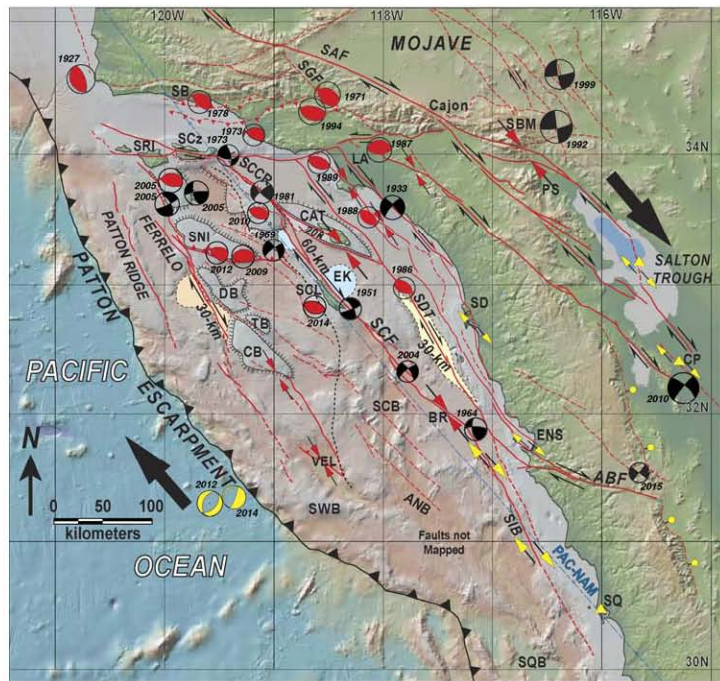 120W
118W
116W
1927
SAF
MOJAVE
SGF
1999
SB
1978
1971
1994
Cajon
SBM
1992
1973
SCz
1973
SRI
LA
1987
34N
SCCR
1989
PS
2005
2005
2005
1981
1933
FERRELO
2010
CAT
1988
PATTON RIDGE
SNI
1969
60-km
SALTON
TROUGH
PATTON
2012
2009
EK
1986
DB
SCL
1951
SDT
SD
30-km
2014
TB
SCF
CB
2004
30-km
CP
PACIFIC
2010
32N
SCB
BR
1964
ESCARPMENT
ENS
N
VEL
ABF
2012
2014
2015
0 50 100
kilometers
SWB
ANB
Faults not
Mapped
SIB
OCEAN
PAC-NAM
SQ
SQB
30N